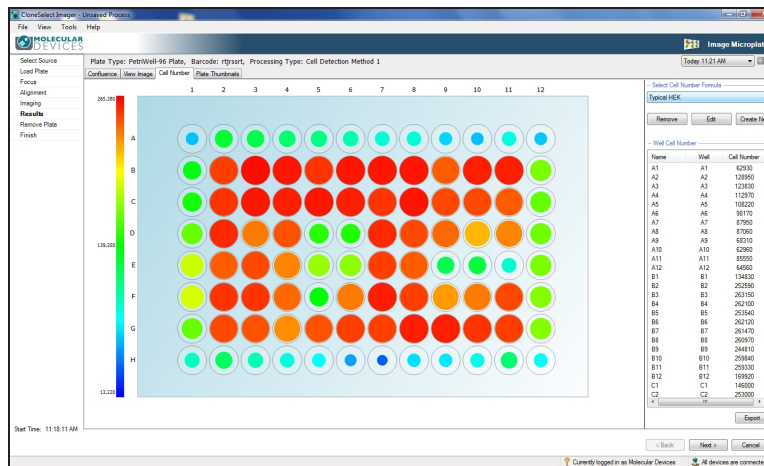 CloneSelect Imager - Unsaved Process
File View Tools Help
MOLECULAR
DEVICES
Image Microplat
Select Source
Load Plate
Focus
Alignment
Imaging
Results
Remove Plate
Finish
Plate Type: PetriWell-96 Plate, Barcode: rtjrssrt, Processing Type: Cell Detection Method 1
Today 11:21 AM
Confluence View Image Cell Number Plate Thumbnails
1 2 3 4 5 6 7 8 9 10 11 12
265,280
A
B
C
D
139,250
E
F
G
H
13,220
Select Cell Number Formula
Typical HEK
Remove Edit Create Ne
Well Cell Number
Name Well Cell Number
A1 A1 62930
A2 A2 128950
A3 A3 123830
A4 A4 112970
A5 A5 108220
A6 A6 98170
A7 A7 87950
A8 A8 87060
A9 A9 68310
A10 A10 62960
A11 A11 85550
A12 A12 64560
B1 B1 134830
B2 B2 252590
B3 B3 263150
B4 B4 262100
B5 B5 253540
B6 B6 262120
B7 B7 261470
B8 B8 260970
B9 B9 244810
B10 B10 259840
B11 B11 259330
B12 B12 169920
C1 C1 146000
C2 C2 253000
Export
Start Time: 11:18:11 AM
< Back Next > Cancel
Currently logged in as Molecular Devices All devices are connecte